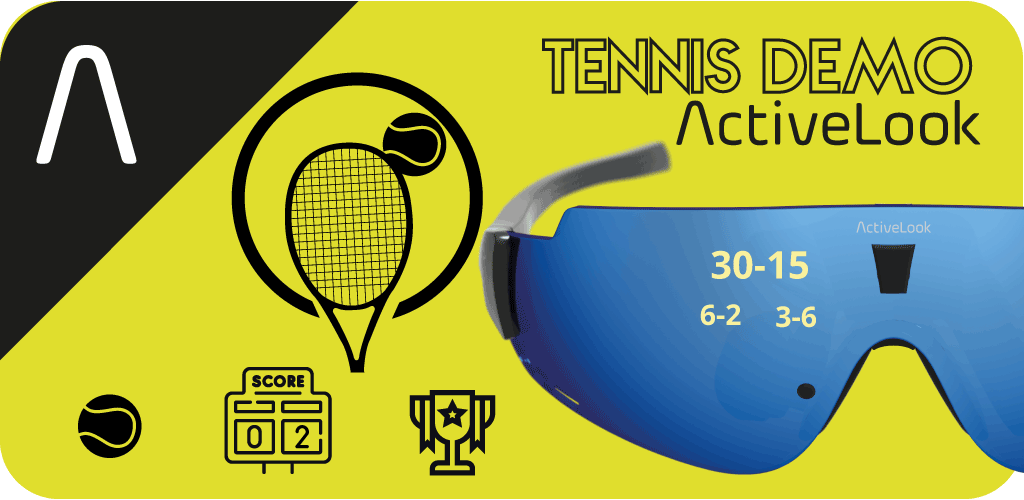 TENNIS DEMO
ActiveLook
ActiveLook
30-15
6-2 3-6
SCORE
0 2